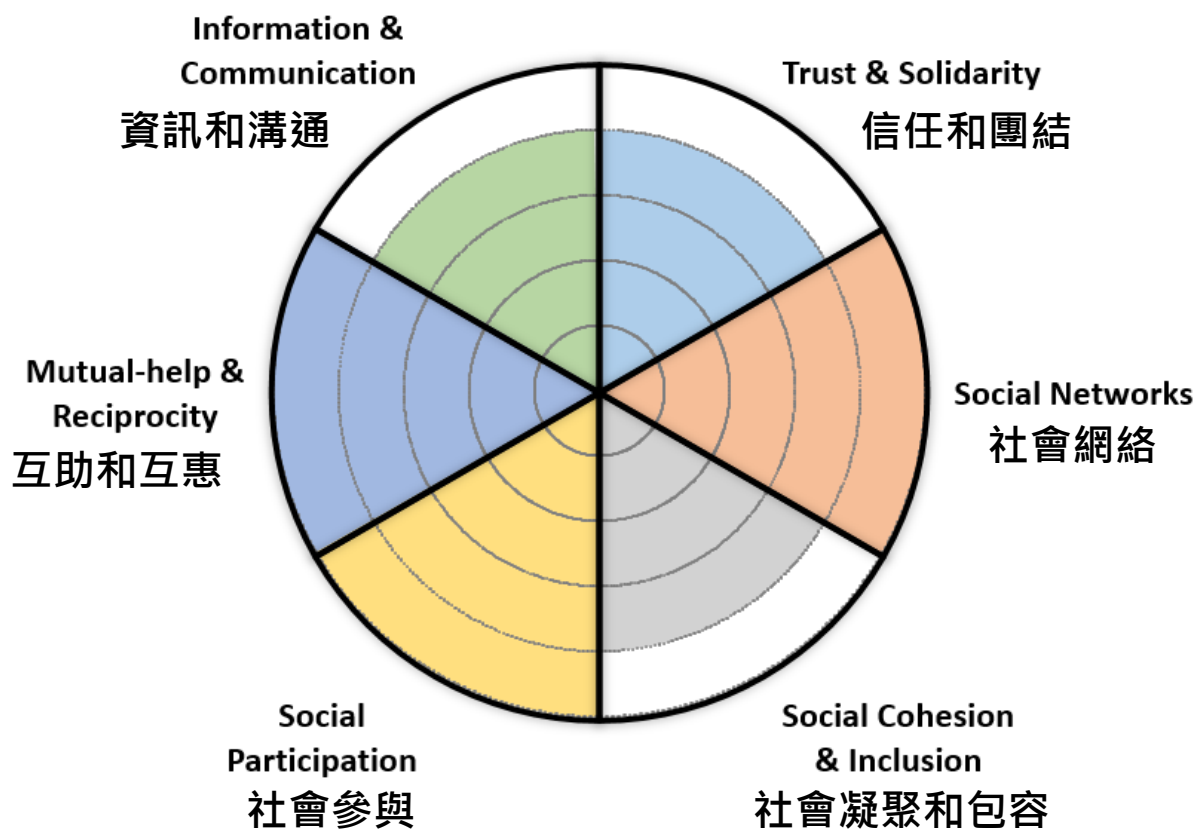 Information &
Communication
資訊和溝通
Trust & Solidarity
信任和團結
Mutual-help &
Reciprocity
互助和互惠
Social Networks
社會網絡
Social
Participation
社會參與
Social Cohesion
& Inclusion
社會凝聚和包容